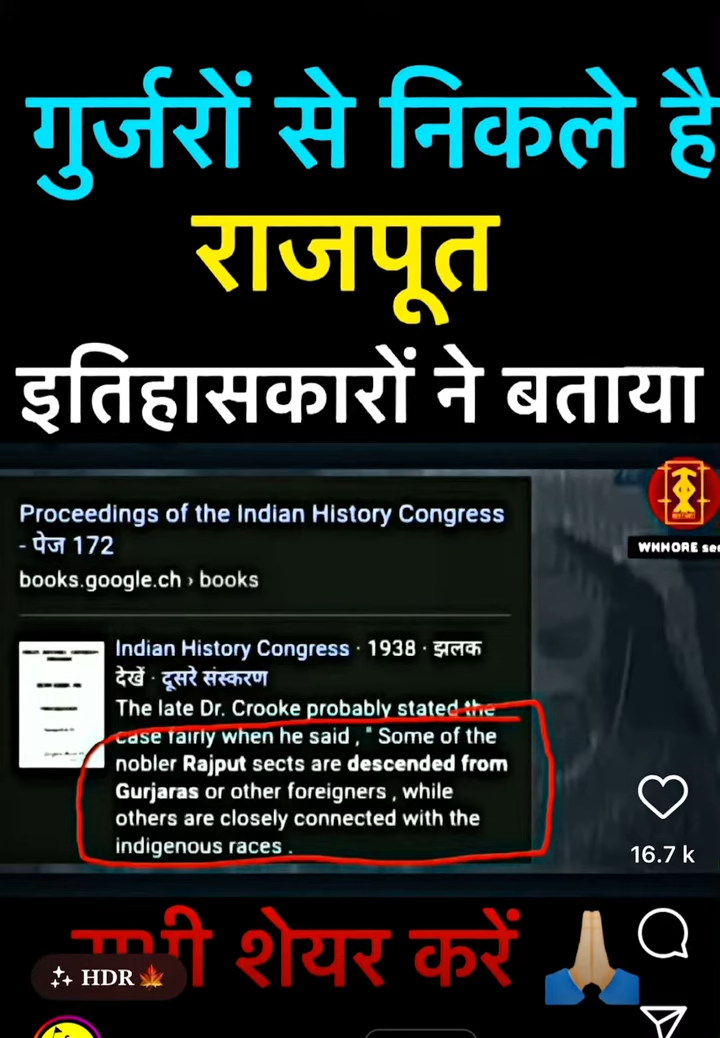 गुर्जरों से निकले है
राजपूत
इतिहासकारों ने बताया
Proceedings of the Indian History Congress
- पेज 172
books.google.ch › books
WHHORE
Indian History Congress · 1938 · झलक
देखें · दूसरे संस्करण
The late Dr. Crooke probably stated the
case fairly when he said , " Some of the
nobler Rajput sects are descended from
Gurjaras or other foreigners , while
others are closely connected with the
indigenous races .
16.7 k
शेयर करें 🙏🏼
HDR 🍁